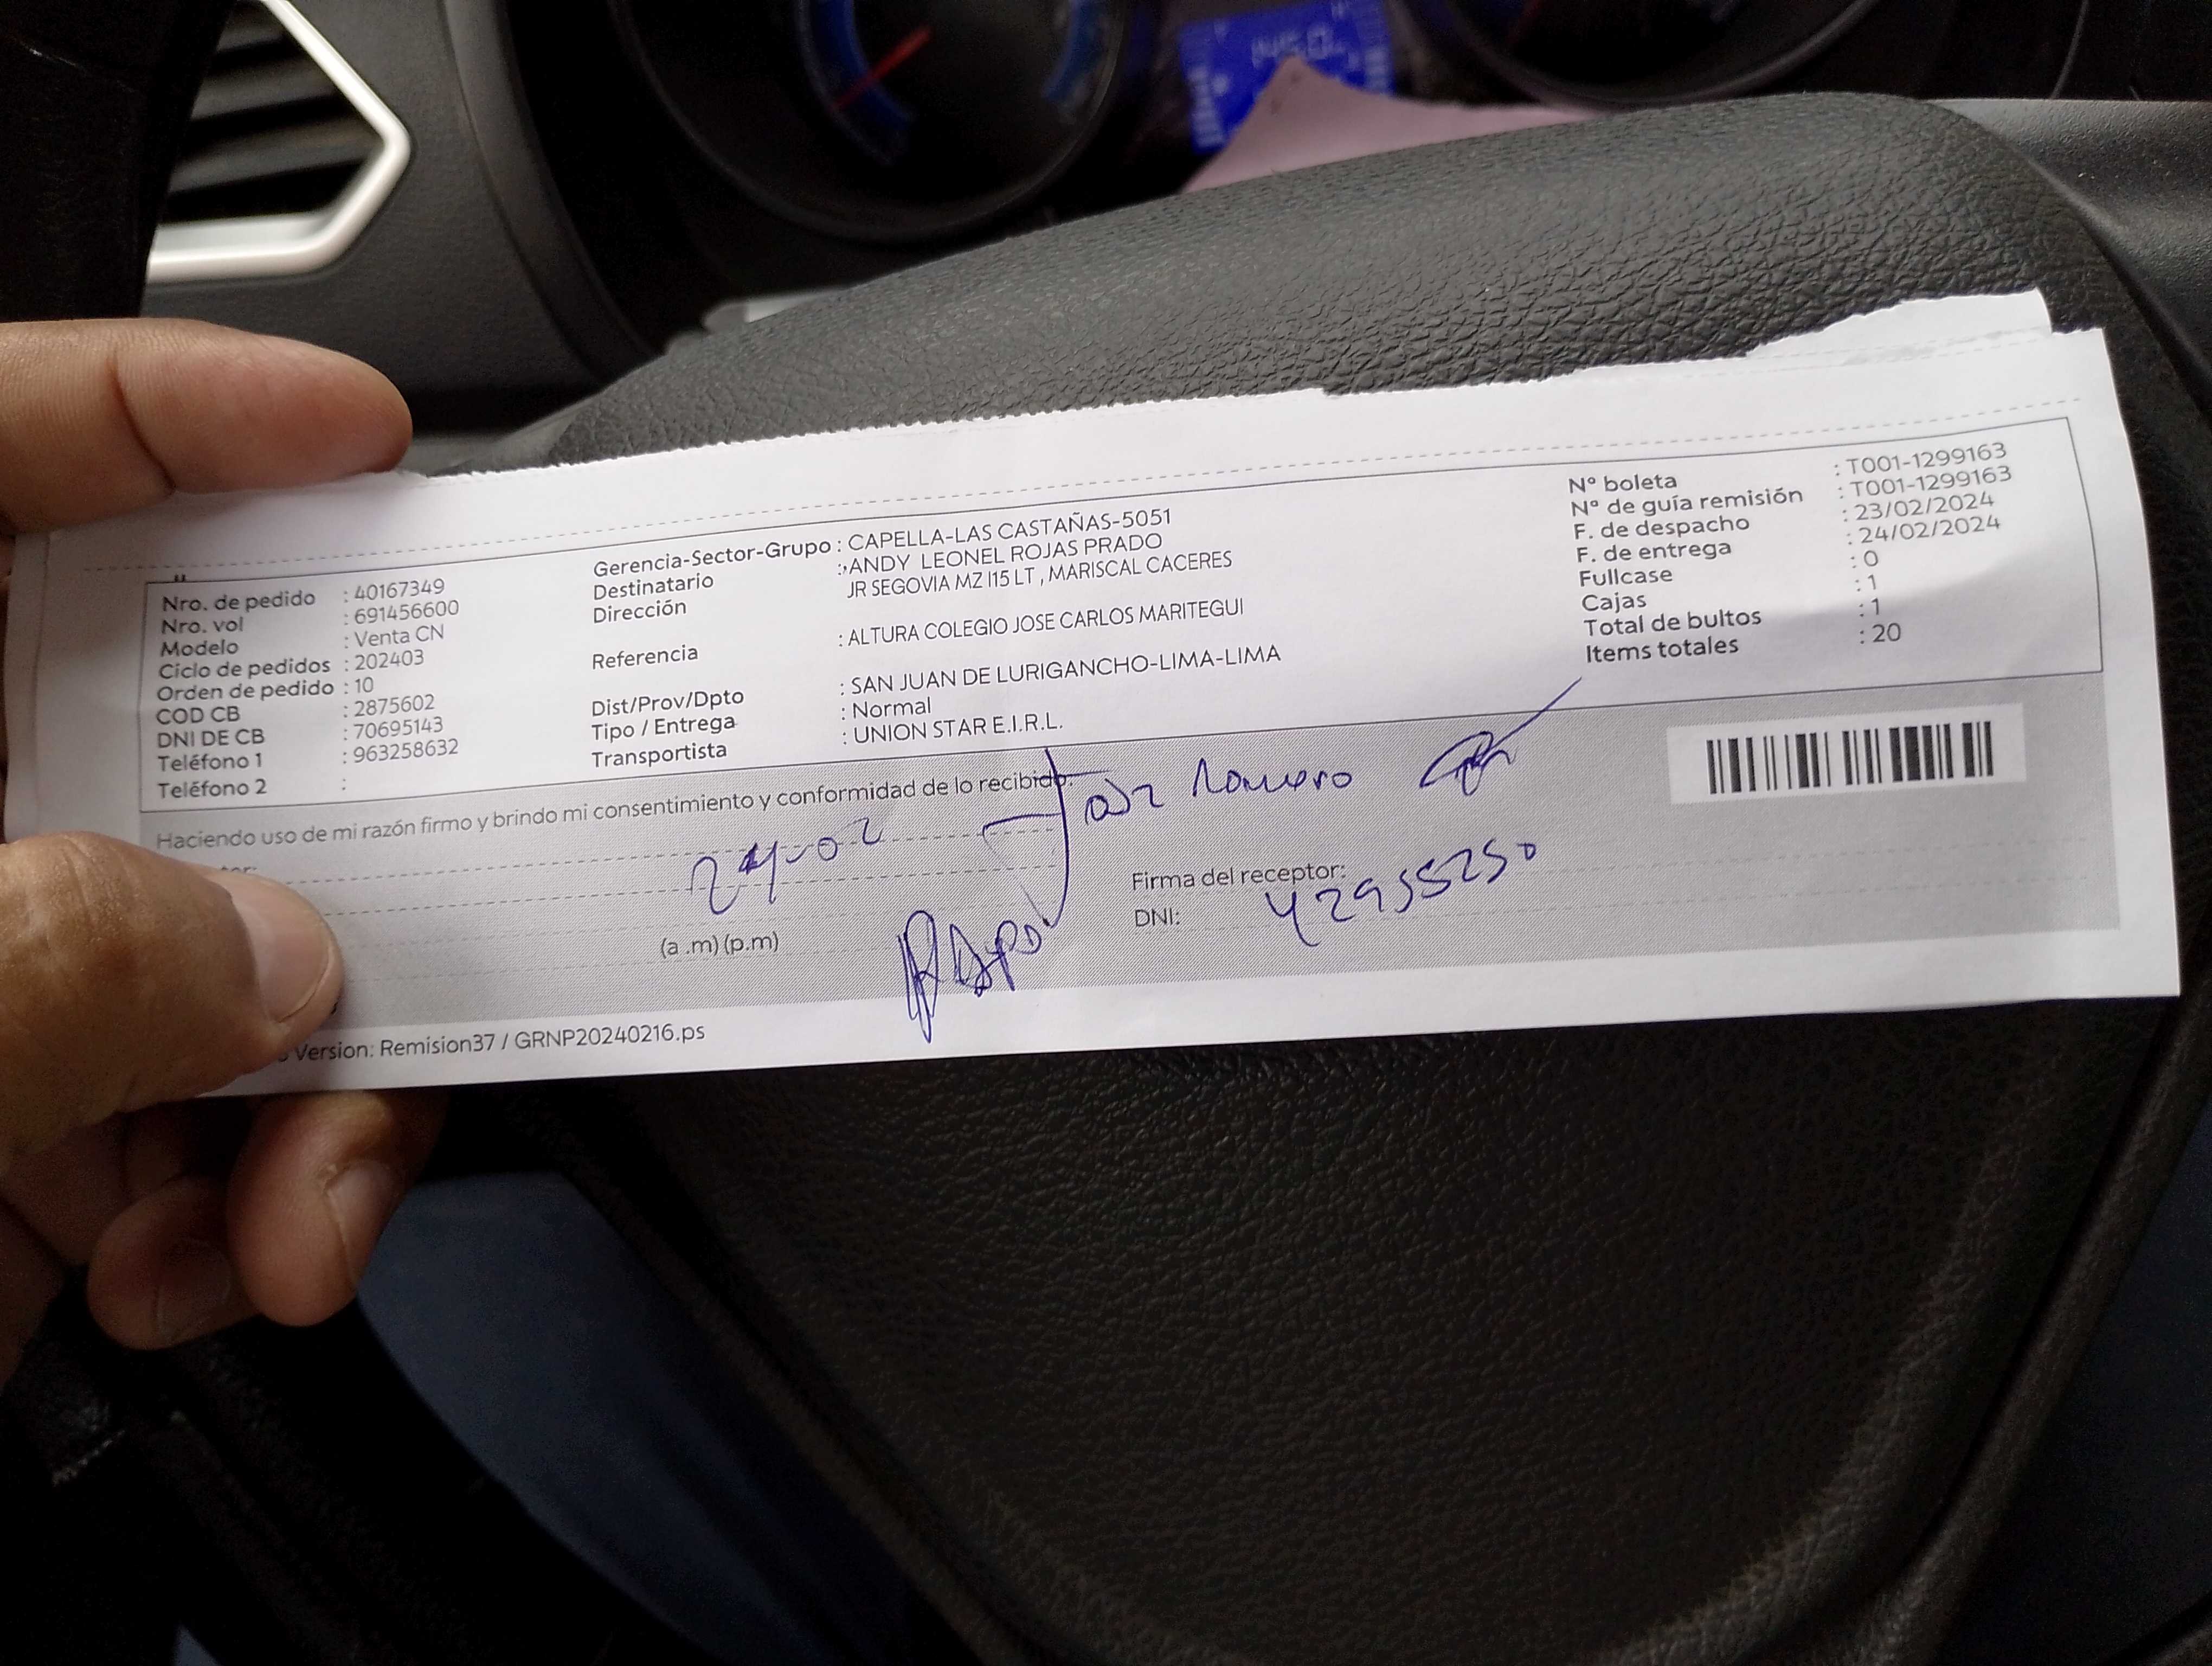 Nro. de pedido : 40167349
Nro. vol : 691456600
Modelo : Venta CN
Ciclo de pedidos : 202403
Orden de pedido : 10
COD CB : 2875602
DNI DE CB : 70695143
Teléfono 1 : 963258632
Teléfono 2 :
Gerencia-Sector-Grupo : CAPELLA-LAS CASTAÑAS-5051
Destinatario : ANDY LEONEL ROJAS PRADO
Dirección : JR SEGOVIA MZ I15 LT , MARISCAL CACERES
Referencia : ALTURA COLEGIO JOSE CARLOS MARITEGUI
Dist/Prov/Dpto : SAN JUAN DE LURIGANCHO-LIMA-LIMA
Tipo / Entrega : Normal
Transportista : UNION STAR E.I.R.L.
Nº boleta : T001-1299163
Nº de guía remisión : T001-1299163
F. de despacho : 23/02/2024
F. de entrega : 24/02/2024
Fullcase : 0
Cajas : 1
Total de bultos : 1
Items totales : 20
Haciendo uso de mi razón firmo y brindo mi consentimiento y conformidad de lo recibido.
Romero
24-02
Firma del receptor:
(a .m) (p.m)
DNI: 42955250
Version: Remision37 / GRNP20240216.ps